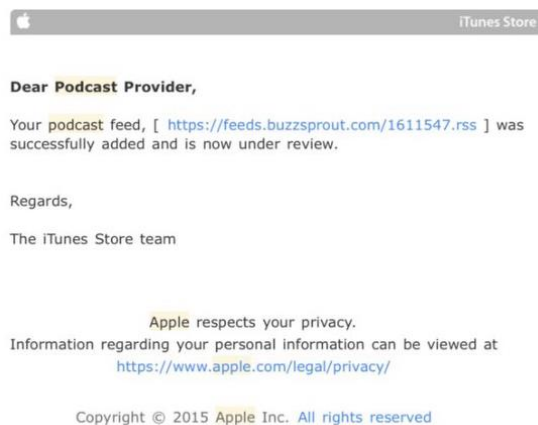 iTunes Store
Dear Podcast Provider,
Your podcast feed, [ https://feeds.buzzsprout.com/1611547.rss ] was
successfully added and is now under review.
Regards,
The iTunes Store team
Apple respects your privacy.
Information regarding your personal information can be viewed at
https://www.apple.com/legal/privacy/
Copyright © 2015 Apple Inc. All rights reserved